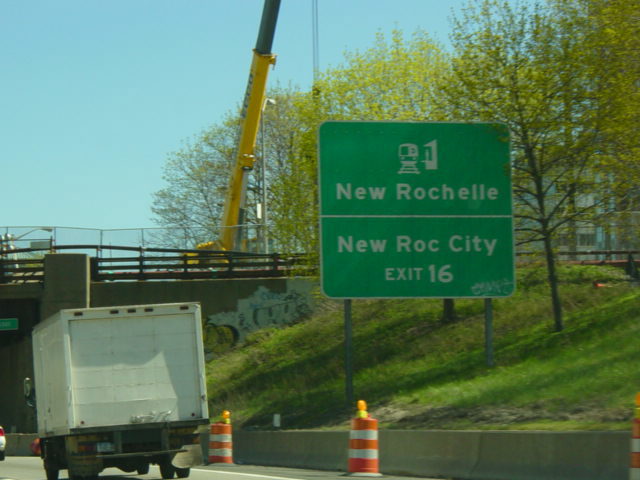 New Rochelle
New Roc City
EXIT 16